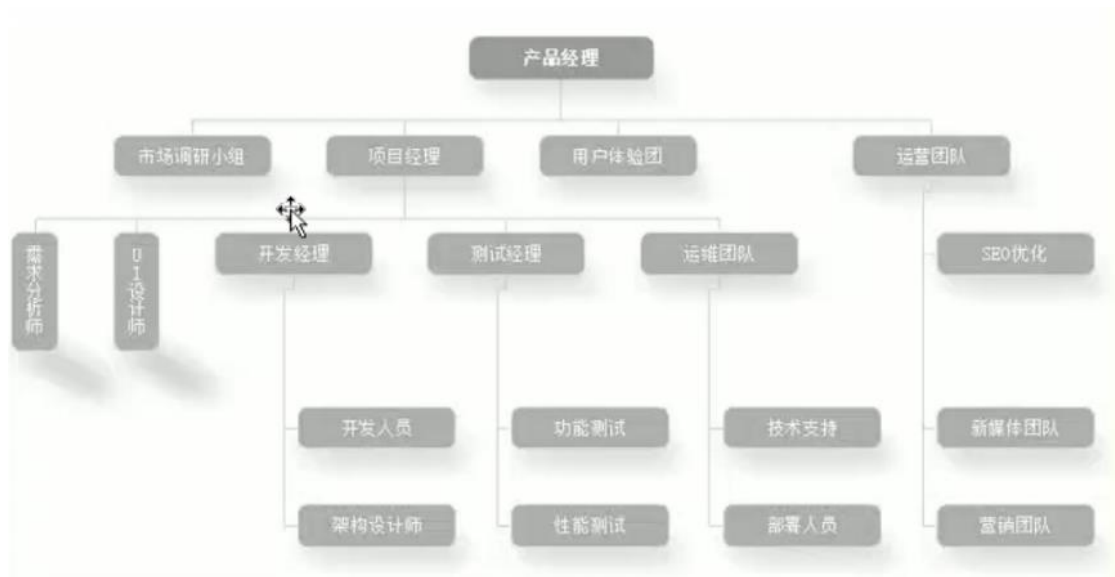 产品经理
市场调研小组
项目经理
用户体验团
运营团队
需求分析师
UI设计师
开发经理
测试经理
运维团队
SEO优化
开发人员
功能测试
技术支持
新媒体团队
架构设计师
性能测试
部署人员
营销团队